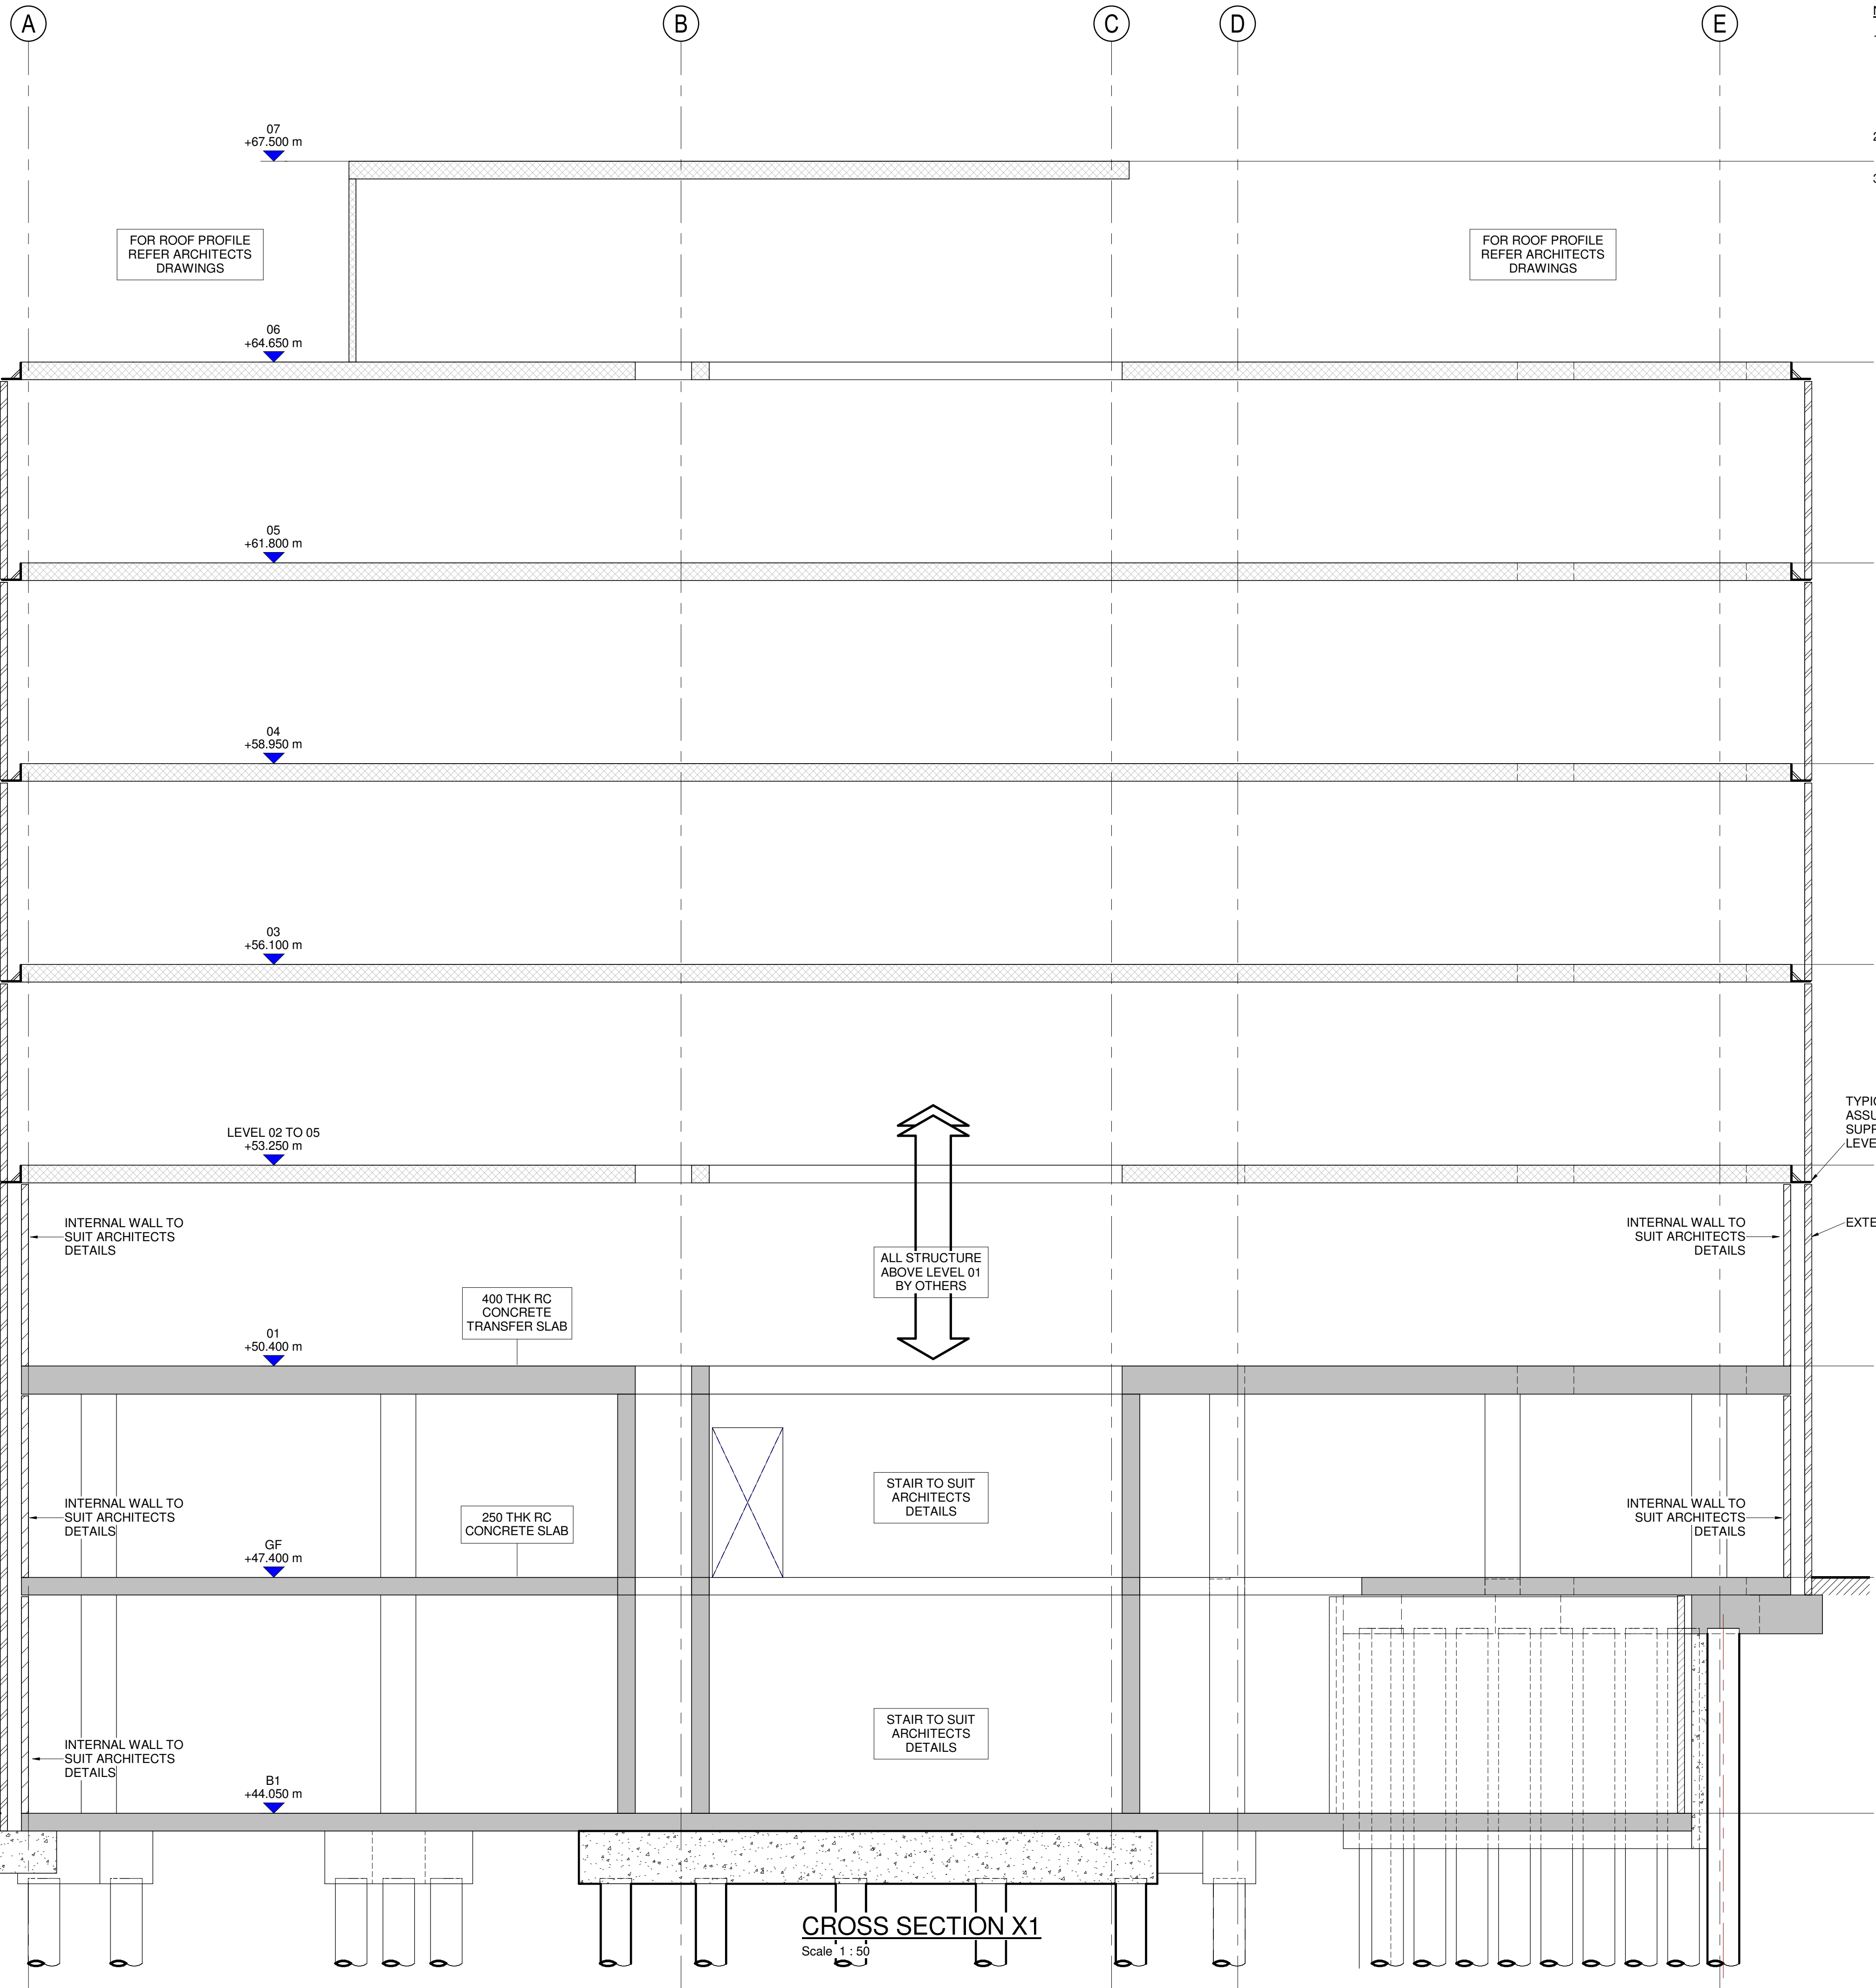 A
B
C
D
E
07
+67.500 m
FOR ROOF PROFILE
REFER ARCHITECTS
DRAWINGS
FOR ROOF PROFILE
REFER ARCHITECTS
DRAWINGS
06
+64.650 m
05
+61.800 m
04
+58.950 m
03
+56.100 m
LEVEL 02 TO 05
+53.250 m
INTERNAL WALL TO
SUIT ARCHITECTS
DETAILS
ALL STRUCTURE
ABOVE LEVEL 01
BY OTHERS
INTERNAL WALL TO
SUIT ARCHITECTS
DETAILS
400 THK RC
CONCRETE
TRANSFER SLAB
01
+50.400 m
STAIR TO SUIT
ARCHITECTS
DETAILS
INTERNAL WALL TO
SUIT ARCHITECTS
DETAILS
250 THK RC
CONCRETE SLAB
INTERNAL WALL TO
SUIT ARCHITECTS
DETAILS
GF
+47.400 m
STAIR TO SUIT
ARCHITECTS
DETAILS
INTERNAL WALL TO
SUIT ARCHITECTS
DETAILS
B1
+44.050 m
CROSS SECTION X1
Scale 1 : 50